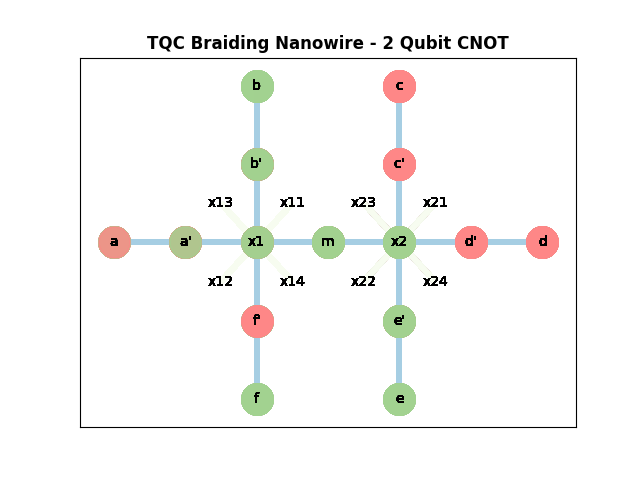 TQC Braiding Nanowire - 2 Qubit CNOT
b c
b' c'
x13 x11 x23 x21
a a' x1 m x2 d' d
x12 x14 x22 x24
f' e'
f e